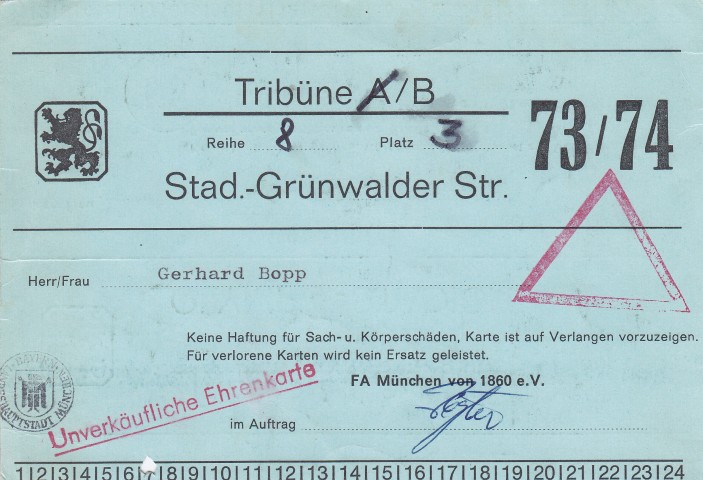 Tribüne A/B
Reihe 8 Platz 3
73/74
Stad.-Grünwalder Str.
Herr/Frau Gerhard Bopp
Keine Haftung für Sach- u. Körperschäden, Karte ist auf Verlangen vorzuzeigen.
Für verlorene Karten wird kein Ersatz geleistet.
FA München von 1860 e.V.
Unverkäufliche Ehrenkarte
im Auftrag
1|2|3|4|5|6|7|8|9|10|11|12|13|14|15|16|17|18|19|20|21|22|23|24